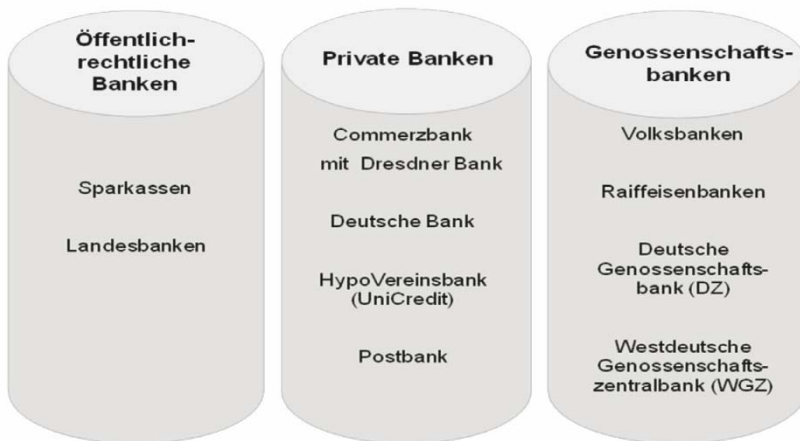 Öffentlich-
rechtliche
Banken
Sparkassen
Landesbanken
Private Banken
Commerzbank
mit Dresdner Bank
Deutsche Bank
HypoVereinsbank
(UniCredit)
Postbank
Genossenschafts-
banken
Volksbanken
Raiffeisenbanken
Deutsche
Genossenschafts-
bank (DZ)
Westdeutsche
Genossenschafts-
zentralbank (WGZ)